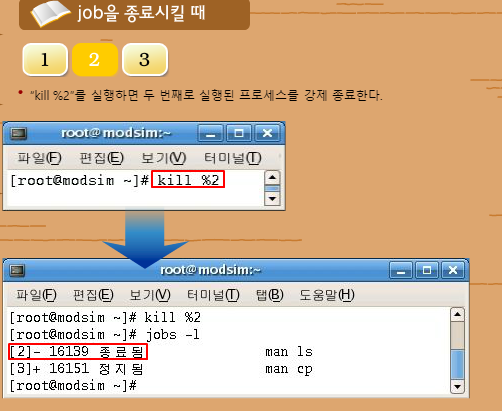 job을 종료시킬 때
1 2 3
• "kill %2"를 실행하면 두 번째로 실행된 프로세스를 강제 종료한다.
root@modsim:~
파일(F) 편집(E) 보기(V) 터미널(T)
[root@modsim ~]# kill %2
root@modsim:~
파일(F) 편집(E) 보기(V) 터미널(T) 탭(B) 도움말(H)
[root@modsim ~]# kill %2
[root@modsim ~]# jobs -l
[2]- 16139 종료됨 man ls
[3]+ 16151 정지됨 man cp
[root@modsim ~]#